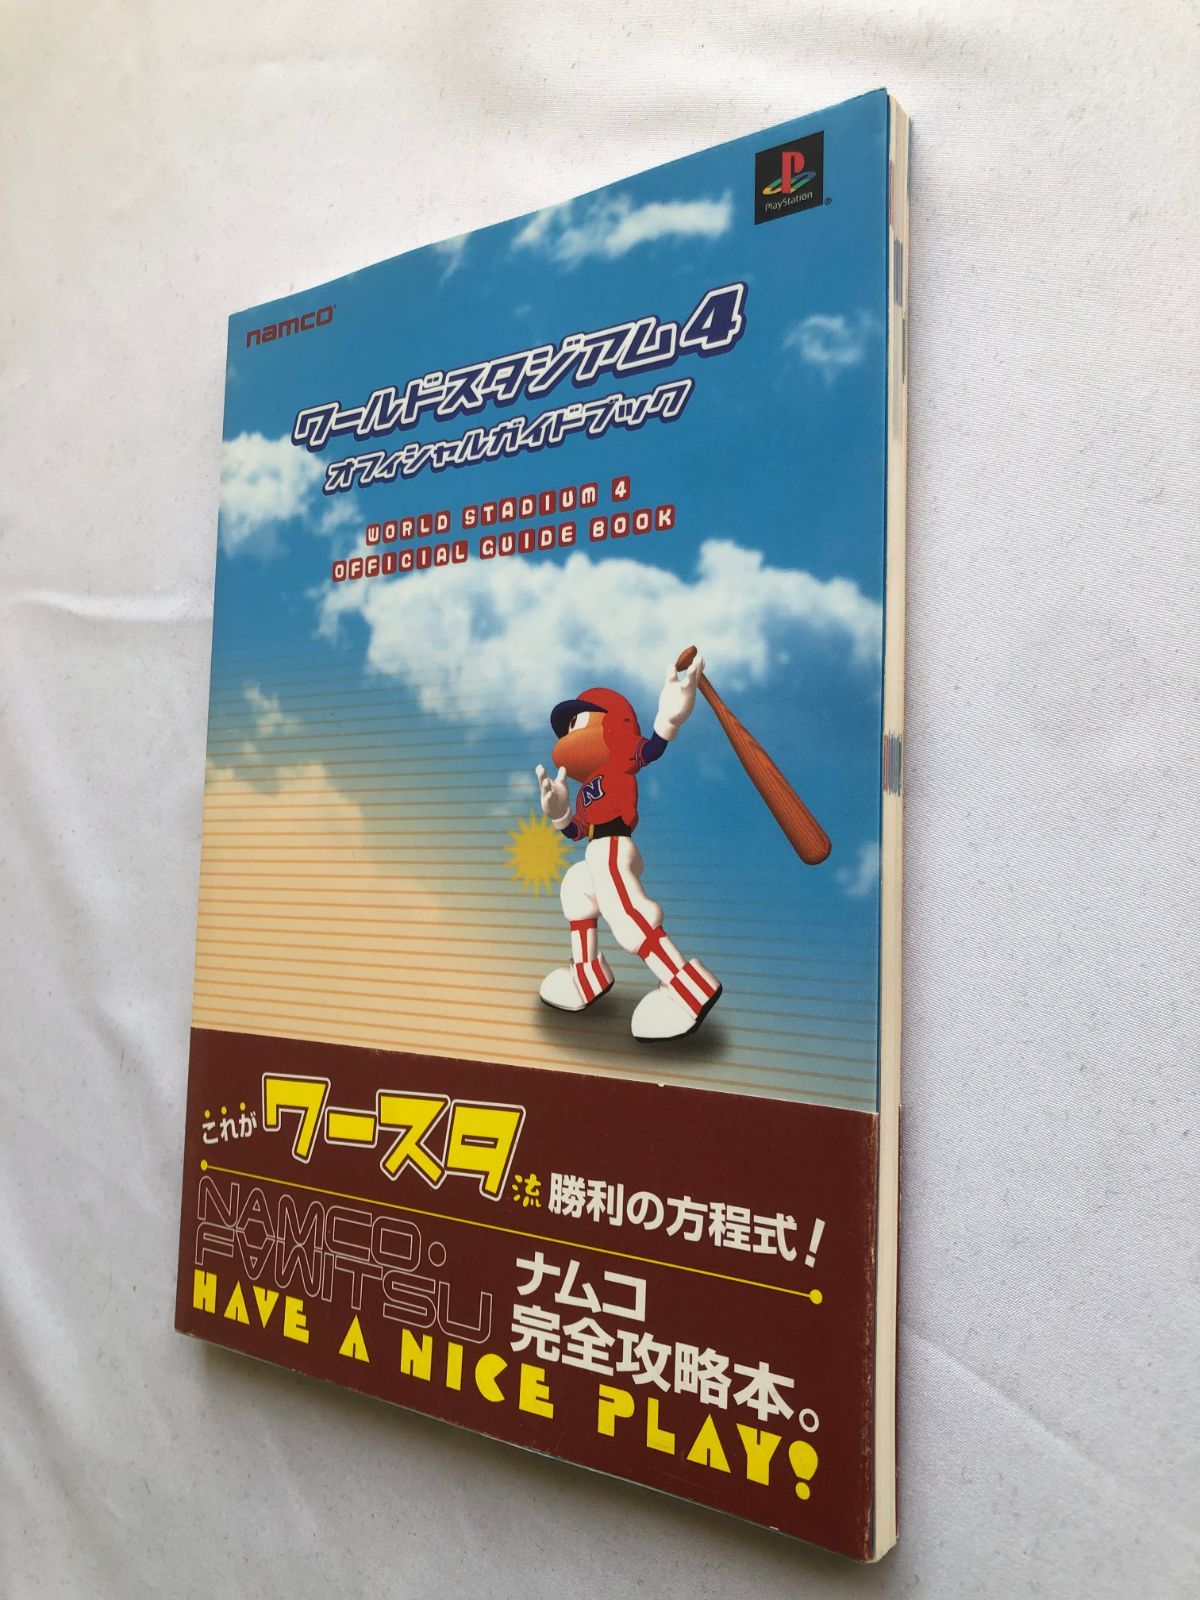 PlayStation®
namco®
ワールドスタジアム4
オフィシャルガイドブック
WORLD STADIUM 4
OFFICIAL GUIDE BOOK
N
これがワースタ流勝利の方程式!
NAMCO・
FAMITSU
ナムコ
完全攻略本。
HAVE A NICE PLAY!